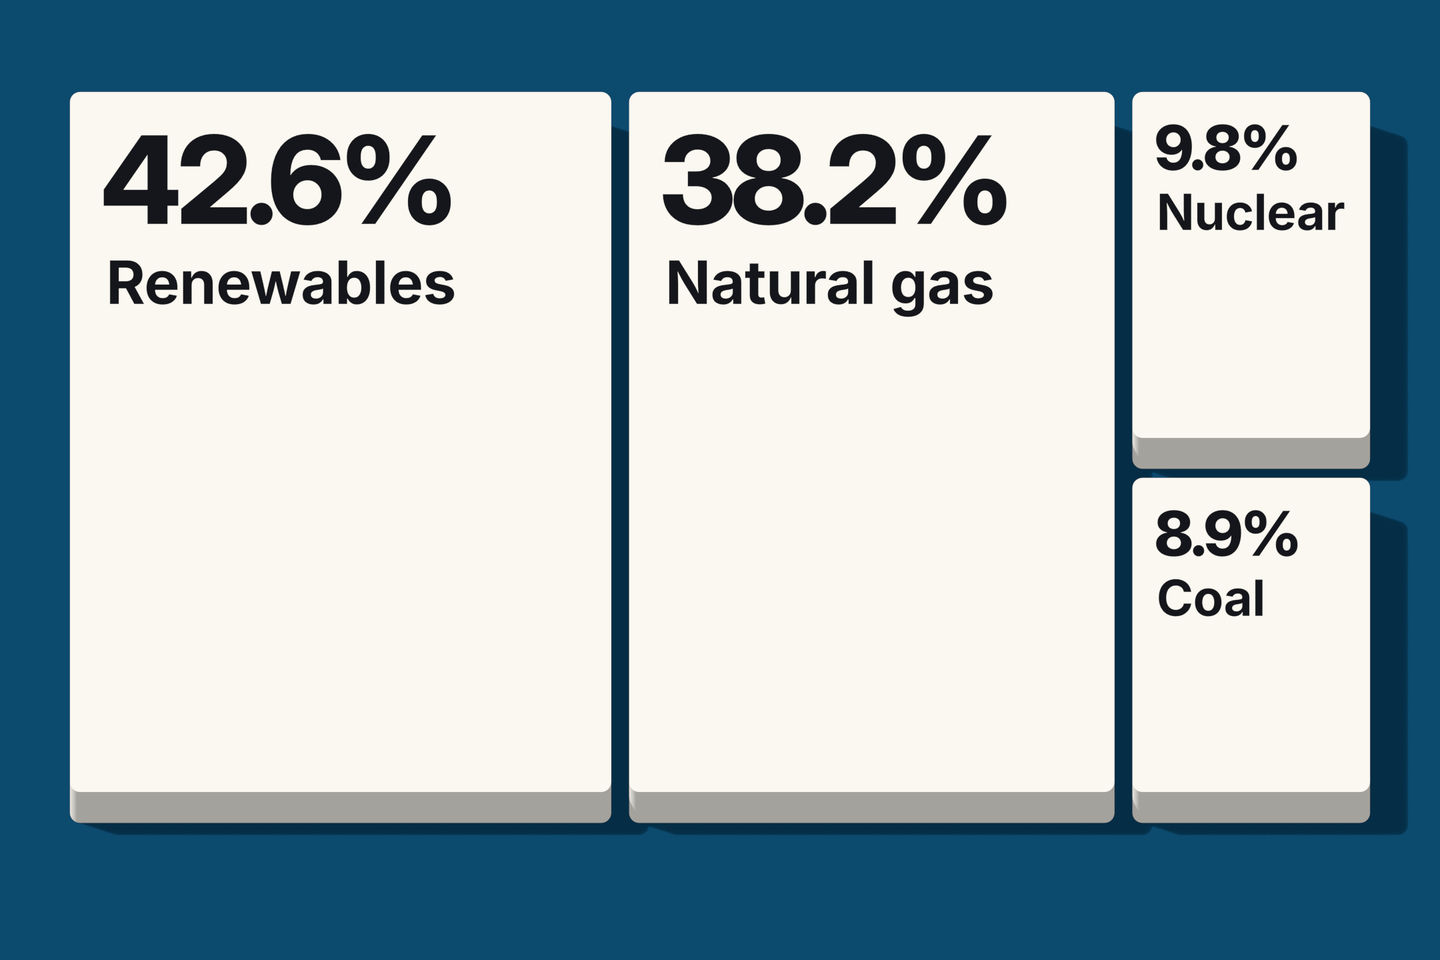 42.6%
Renewables
38.2%
Natural gas
9.8%
Nuclear
8.9%
Coal